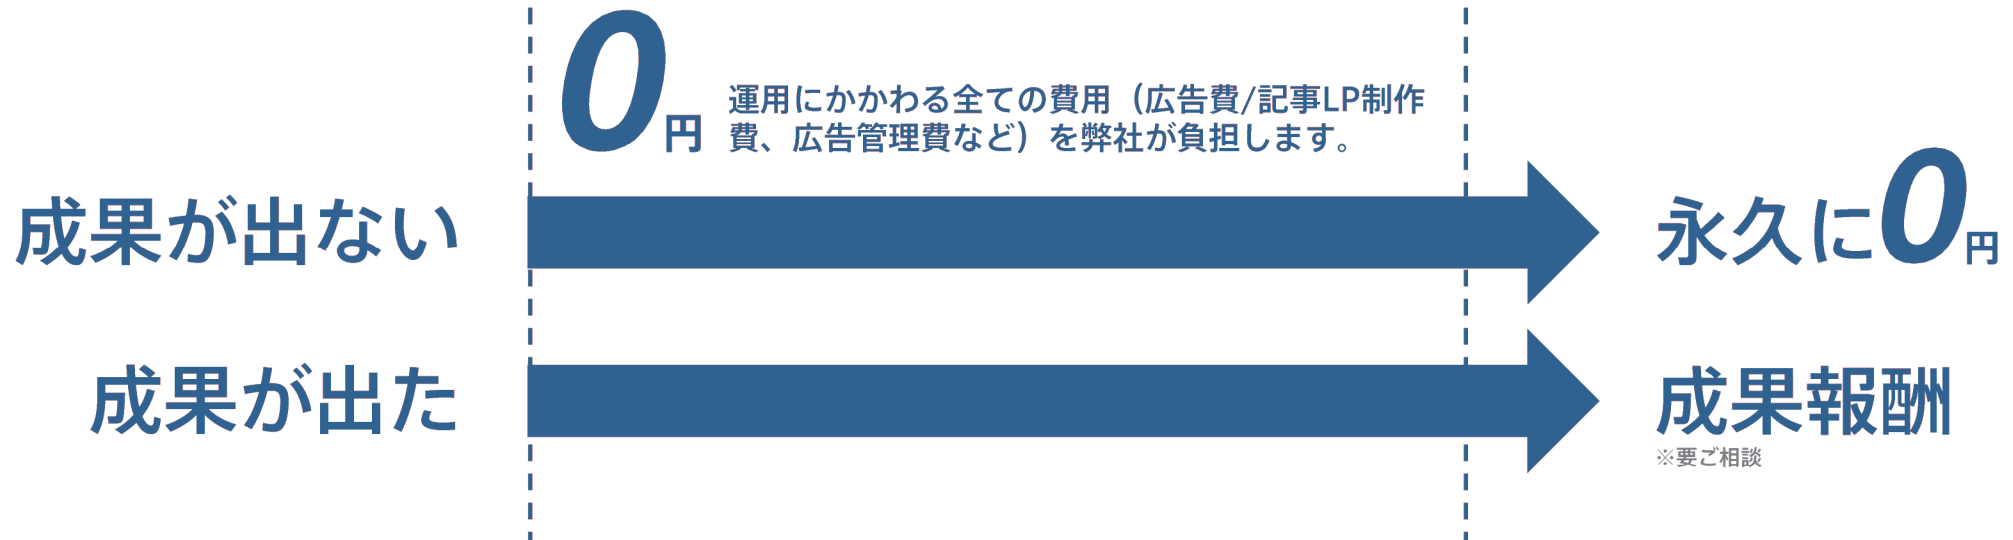 0円
運用にかかわる全ての費用（広告費/記事LP制作
費、広告管理費など）を弊社が負担します。
成果が出ない
永久に0円
成果が出た
成果報酬
※要ご相談